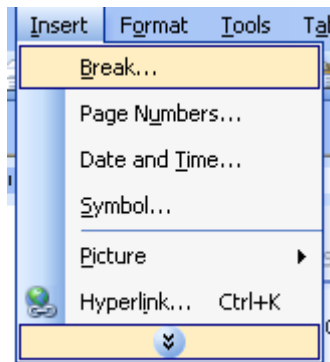 Insert Format Tools Ta
Break...
Page Numbers...
Date and Time...
Symbol...
Picture
Hyperlink... Ctrl+K